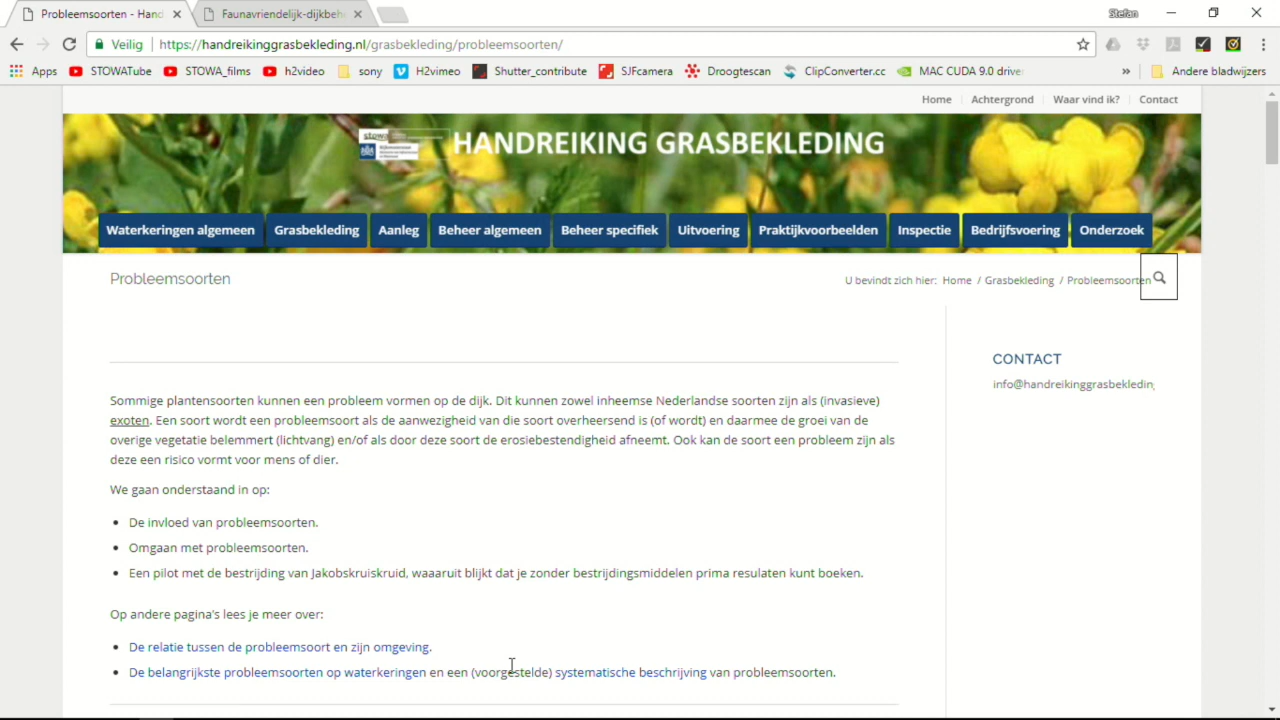 Probleemsoorten - Hand
Faunavriendelijk-dijkbeh
Stefan
Veilig
https://handreikinggrasbekleding.nl/grasbekleding/probleemsoorten/
Apps STOWATube STOWA_films h2video sony H2vimeo Shutter_contribute SJFcamera Droogtescan ClipConverter.cc MAC CUDA 9.0 drive » Andere bladwijzers
Home Achtergrond Waar vind ik? Contact
stowa
HANDREIKING GRASBEKLEDING
Waterkeringen algemeen Grasbekleding Aanleg Beheer algemeen Beheer specifiek Uitvoering Praktijkvoorbeelden Inspectie Bedrijfsvoering Onderzoek
Probleemsoorten
U bevindt zich hier: Home / Grasbekleding / Probleemsoorten
CONTACT
info@handreikinggrasbekleding
Sommige plantensoorten kunnen een probleem vormen op de dijk. Dit kunnen zowel inheemse Nederlandse soorten zijn als (invasieve)
exoten. Een soort wordt een probleemsoort als de aanwezigheid van die soort overheersend is (of wordt) en daarmee de groei van de
overige vegetatie belemmert (lichtvang) en/of als door deze soort de erosiebestendigheid afneemt. Ook kan de soort een probleem zijn als
deze een risico vormt voor mens of dier.
We gaan onderstaand in op:
• De invloed van probleemsoorten.
• Omgaan met probleemsoorten.
• Een pilot met de bestrijding van Jakobskruiskruid, waaaruit blijkt dat je zonder bestrijdingsmiddelen prima resulaten kunt boeken.
Op andere pagina's lees je meer over:
• De relatie tussen de probleemsoort en zijn omgeving.
• De belangrijkste probleemsoorten op waterkeringen en een (voorgestelde) systematische beschrijving van probleemsoorten.